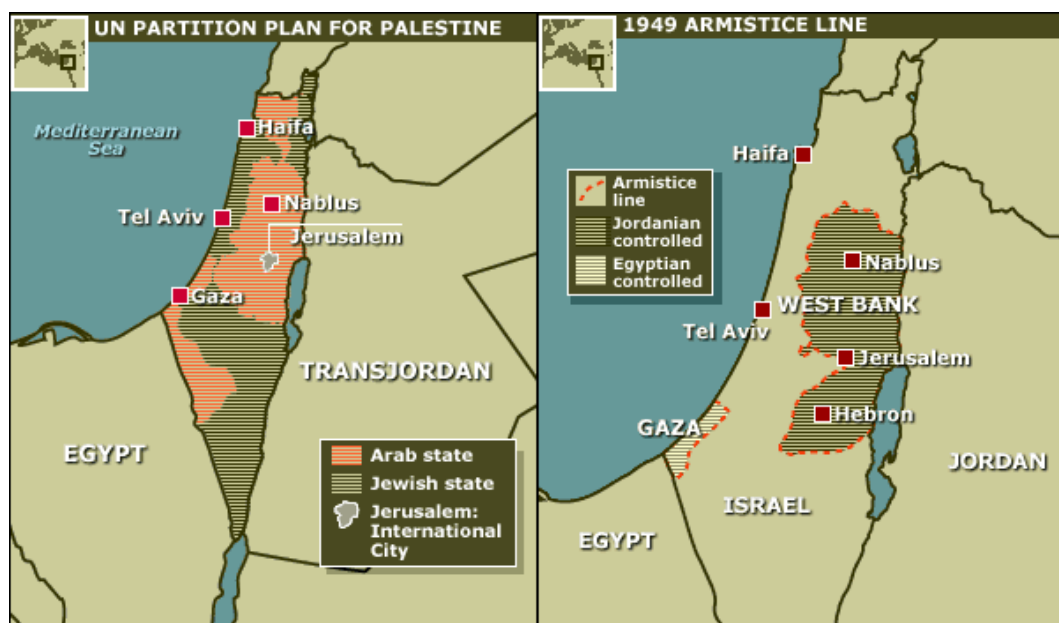 UN PARTITION PLAN FOR PALESTINE
Mediterranean
Sea
Haifa
Nablus
Tel Aviv
Jerusalem
Gaza
TRANSJORDAN
EGYPT
Arab state
Jewish state
Jerusalem:
International
City
1949 ARMISTICE LINE
Haifa
Armistice
line
Jordanian
controlled
Egyptian
controlled
Nablus
WEST BANK
Tel Aviv
Jerusalem
Hebron
GAZA
JORDAN
ISRAEL
EGYPT